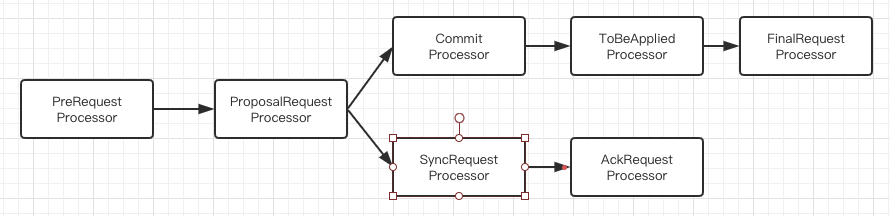 PreRequest
Processor
ProposalRequest
Processor
Commit
Processor
ToBeApplied
Processor
FinalRequest
Processor
SyncRequest
Processor
AckRequest
Processor